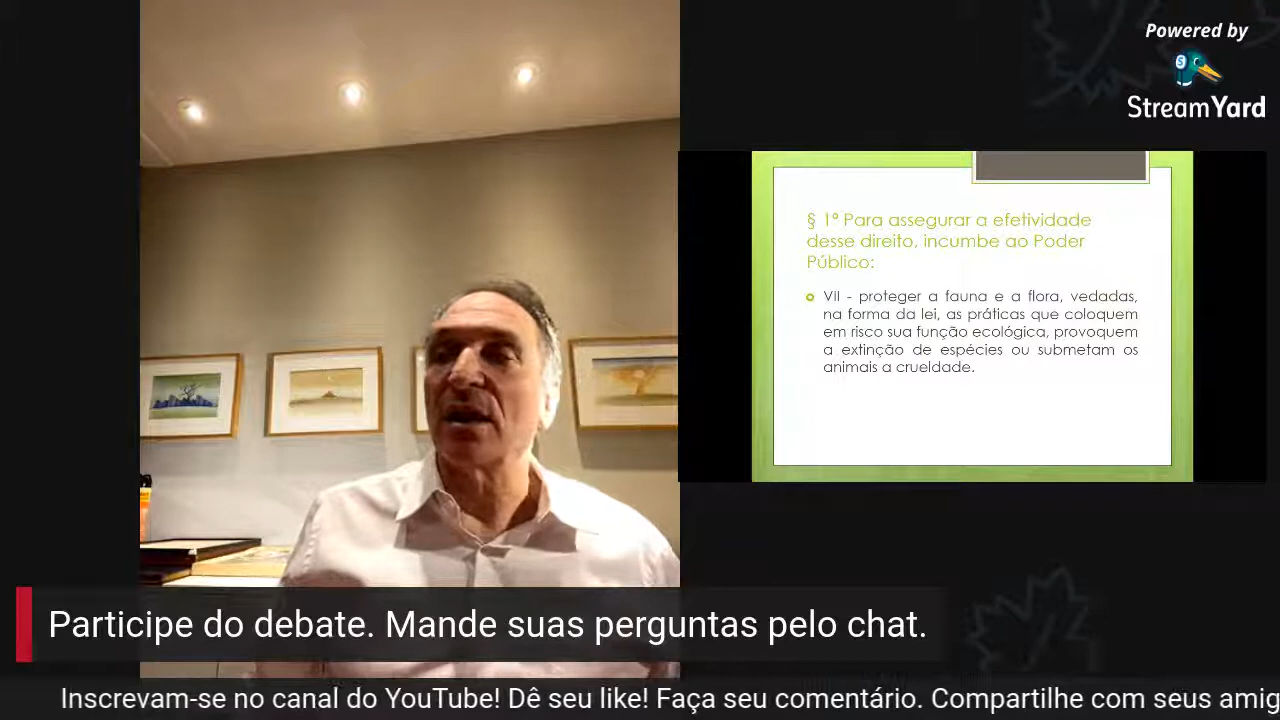 Powered by
StreamYard
§ 1º Para assegurar a efetividade
desse direito, incumbe ao Poder
Público:
VII - proteger a fauna e a flora, vedadas,
na forma da lei, as práticas que coloquem
em risco sua função ecológica, provoquem
a extinção de espécies ou submetam os
animais a crueldade.
Participe do debate. Mande suas perguntas pelo chat.
Inscrevam-se no canal do YouTube! Dê seu like! Faça seu comentário. Compartilhe com seus amig